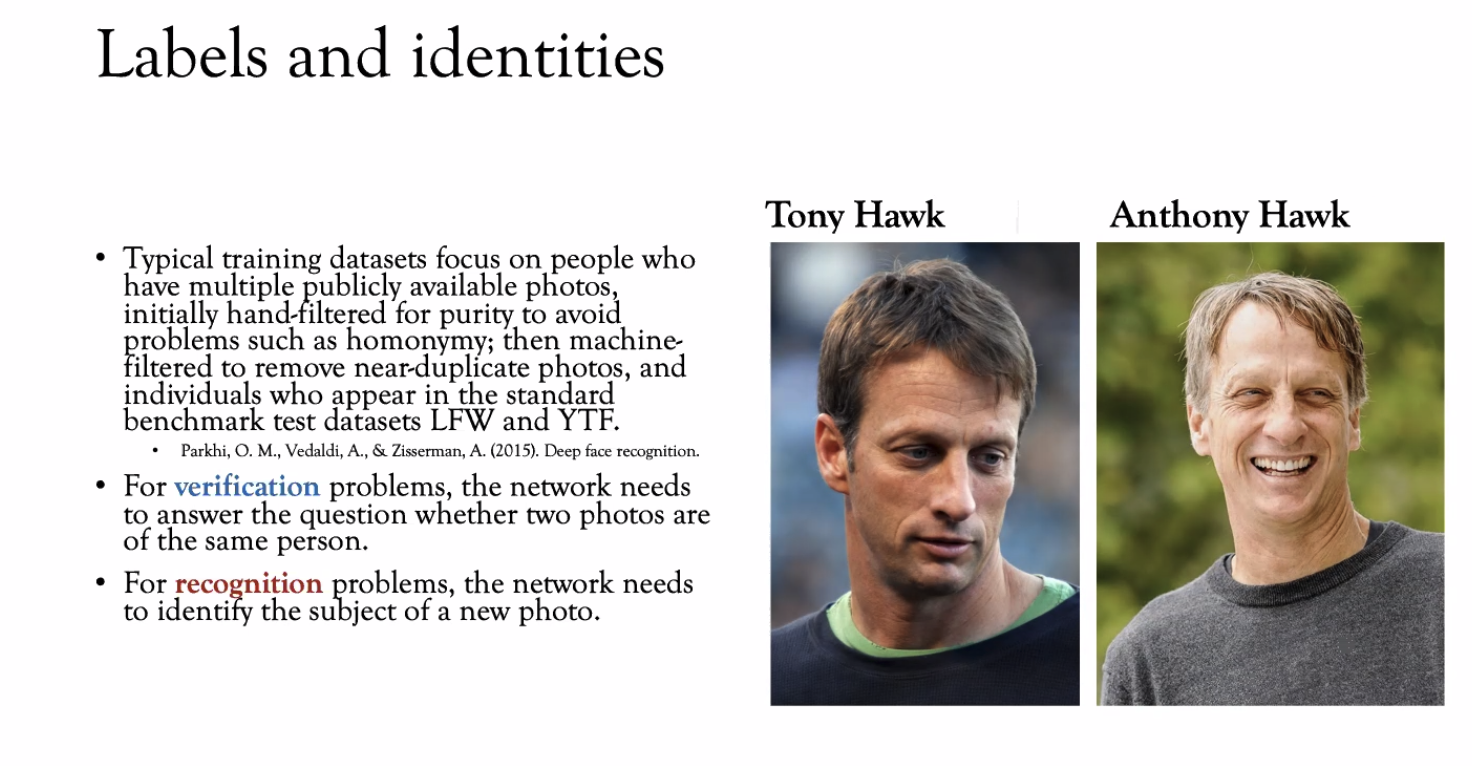 Labels and identities
Tony Hawk
Anthony Hawk
• Typical training datasets focus on people who
have multiple publicly available photos,
initially hand-filtered for purity to avoid
problems such as homonymy; then machine-
filtered to remove near-duplicate photos, and
individuals who appear in the standard
benchmark test datasets LFW and YTF.
• Parkhi, O. M., Vedaldi, A., & Zisserman, A. (2015). Deep face recognition.
• For verification problems, the network needs
to answer the question whether two photos are
of the same person.
• For recognition problems, the network needs
to identify the subject of a new photo.